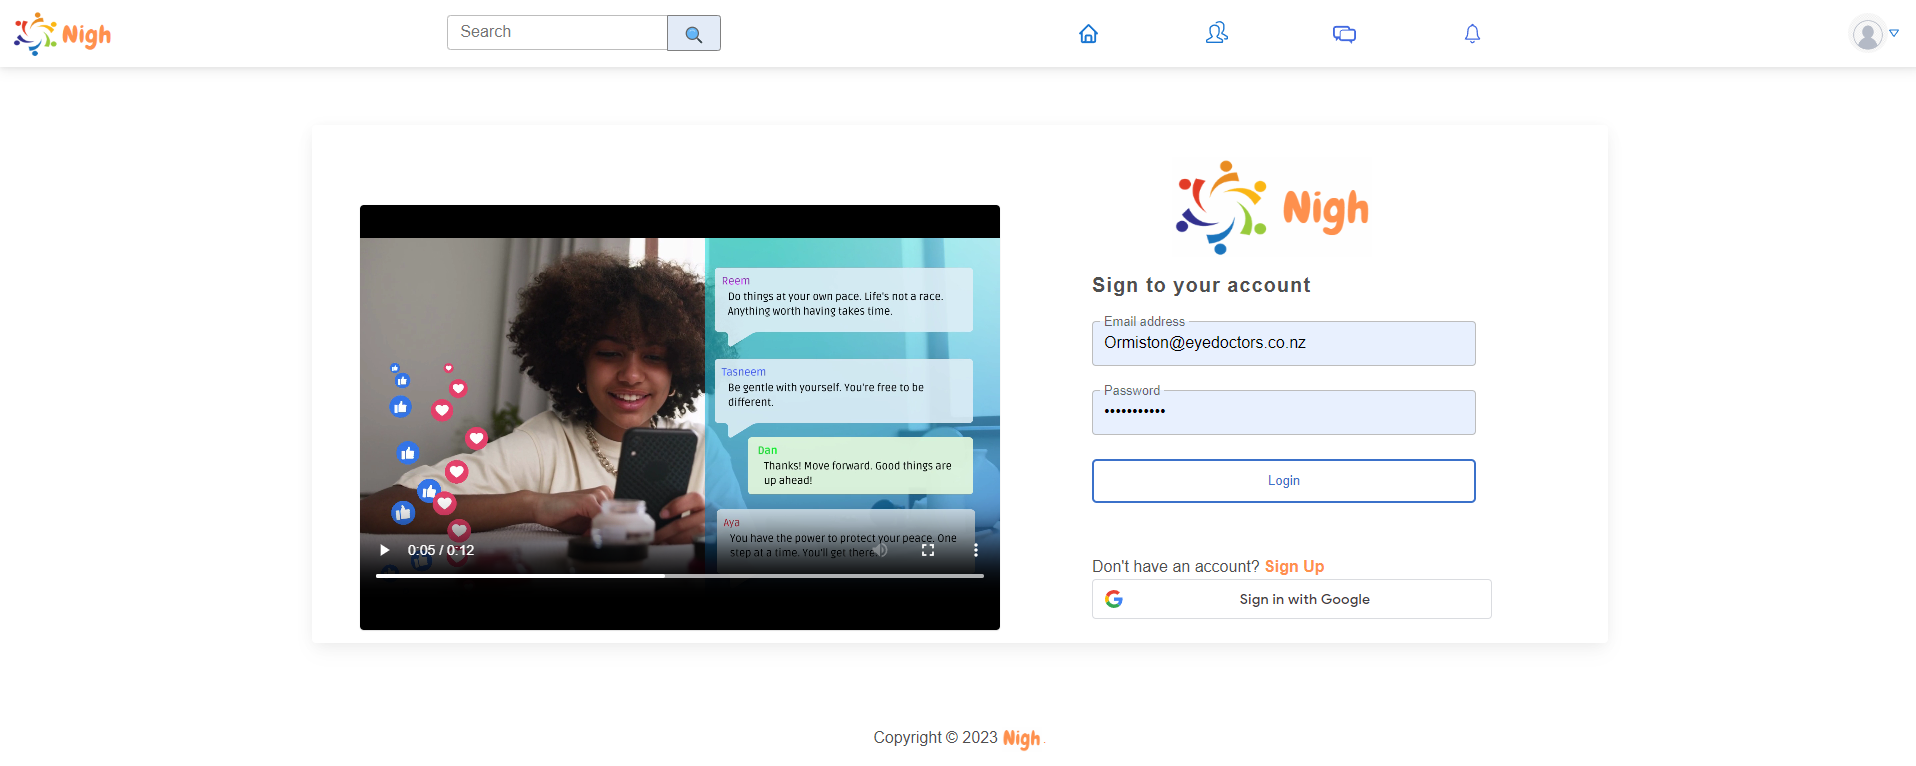 Nigh
Search
Nigh
Reem
Do things at your own pace. Life's not a race.
Anything worth having takes time.
Tasneem
Be gentle with yourself. You're free to be
different.
Dan
Thanks! Move forward. Good things are
up ahead!
Aya
You have the power to protect your peace. One
step at a time. You'll get there.
0:05 / 0:12
Sign to your account
Email address
Ormiston@eyedoctors.co.nz
Password
•••••••••••
Login
Don't have an account? Sign Up
Sign in with Google
Copyright © 2023 Nigh .